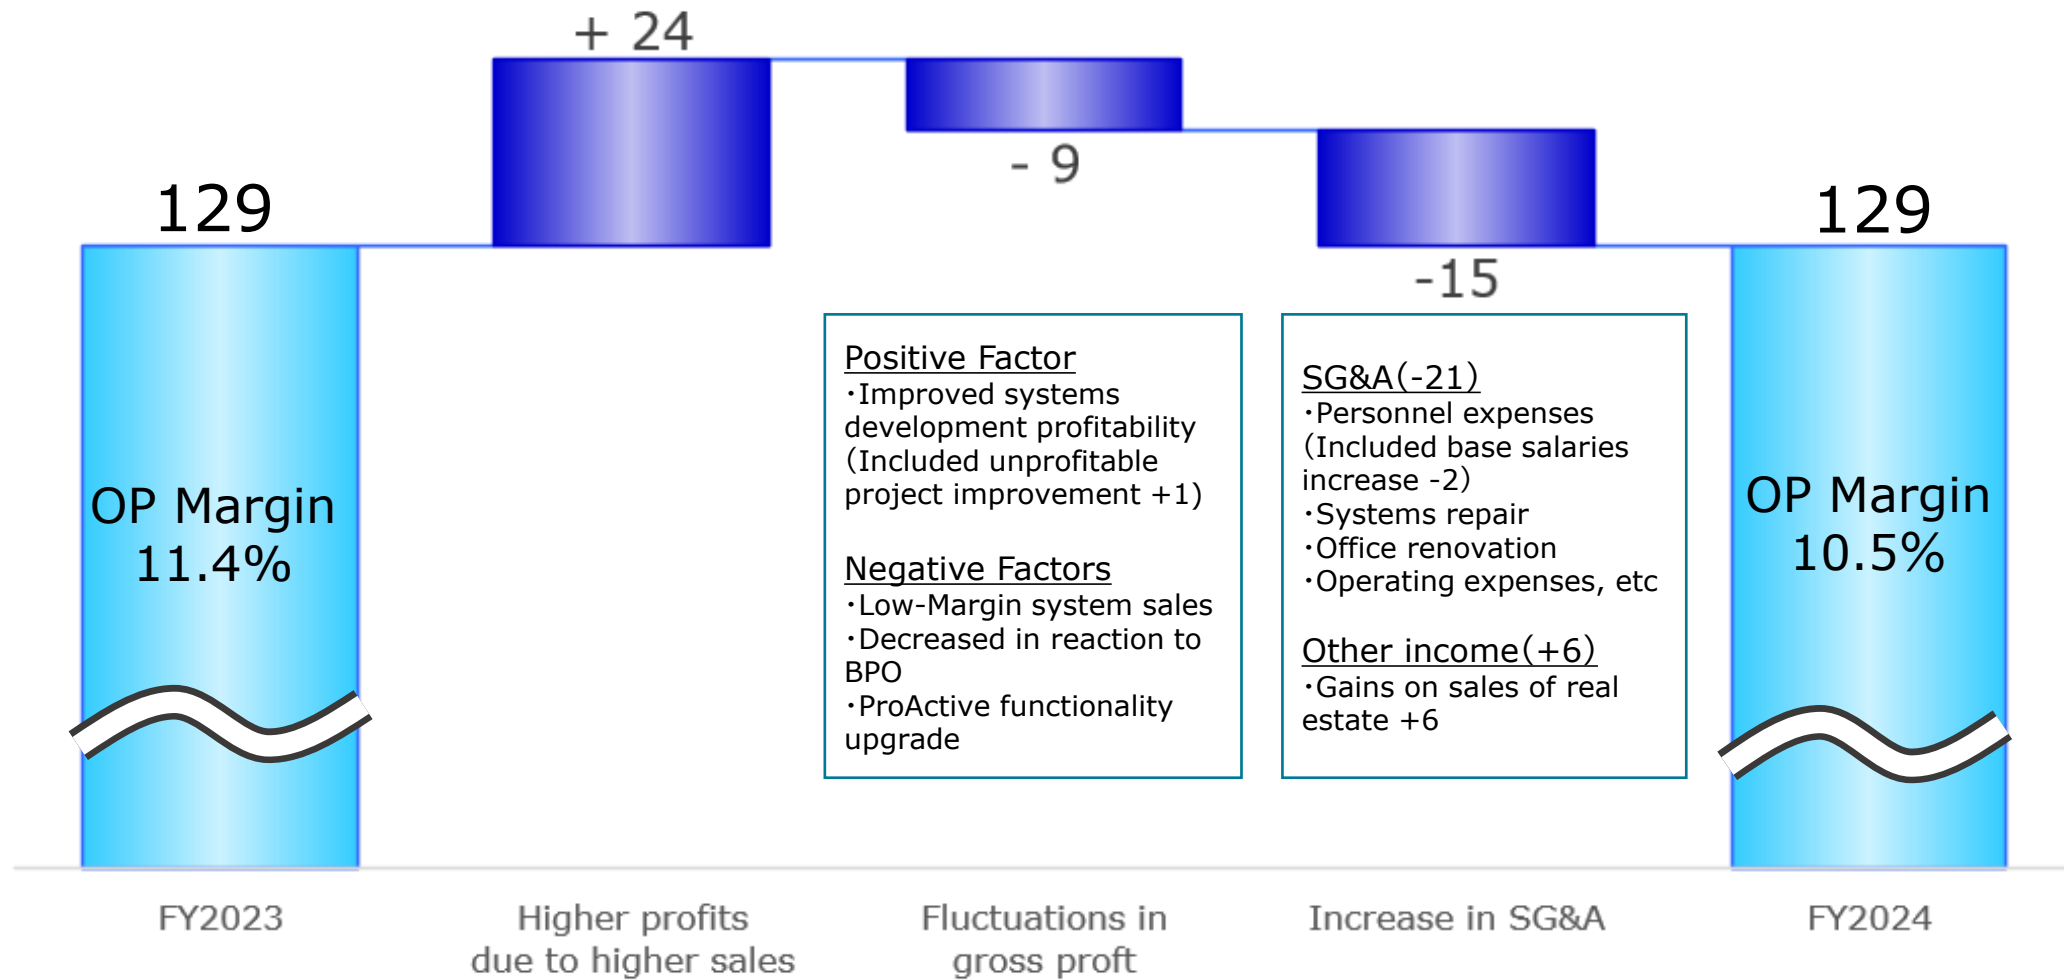 + 24
- 9
-15
129
129
OP Margin
11.4%
OP Margin
10.5%
Positive Factor
・Improved systems
development profitability
（Included unprofitable
project improvement +1)
Negative Factors
・Low-Margin system sales
・Decreased in reaction to
BPO
・ProActive functionality
upgrade
SG&A（-21）
・Personnel expenses
（Included base salaries
increase -2）
・Systems repair
・Office renovation
・Operating expenses, etc
Other income（+6）
・Gains on sales of real
estate +6
FY2023
Higher profits
due to higher sales
Fluctuations in
gross proft
Increase in SG&A
FY2024